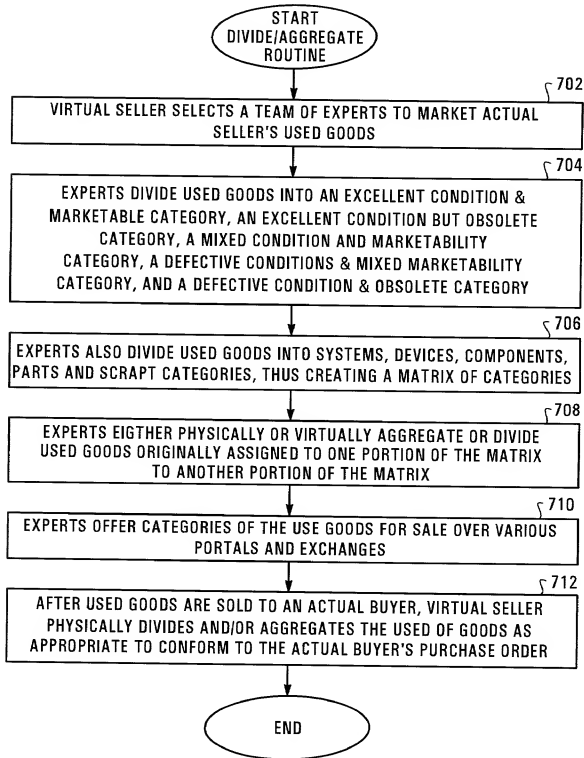 START
DIVIDE/AGGREGATE
ROUTINE
702
VIRTUAL SELLER SELECTS A TEAM OF EXPERTS TO MARKET ACTUAL
SELLER'S USED GOODS
704
EXPERTS DIVIDE USED GOODS INTO AN EXCELLENT CONDITION &
MARKETABLE CATEGORY, AN EXCELLENT CONDITION BUT OBSOLETE
CATEGORY, A MIXED CONDITION AND MARKETABILITY
CATEGORY, A DEFECTIVE CONDITIONS & MIXED MARKETABILITY
CATEGORY, AND A DEFECTIVE CONDITION & OBSOLETE CATEGORY
706
EXPERTS ALSO DIVIDE USED GOODS INTO SYSTEMS, DEVICES, COMPONENTS,
PARTS AND SCRAPT CATEGORIES, THUS CREATING A MATRIX OF CATEGORIES
708
EXPERTS EIGTHER PHYSICALLY OR VIRTUALLY AGGREGATE OR DIVIDE
USED GOODS ORIGINALLY ASSIGNED TO ONE PORTION OF THE MATRIX
TO ANOTHER PORTION OF THE MATRIX
710
EXPERTS OFFER CATEGORIES OF THE USE GOODS FOR SALE OVER VARIOUS
PORTALS AND EXCHANGES
712
AFTER USED GOODS ARE SOLD TO AN ACTUAL BUYER, VIRTUAL SELLER
PHYSICALLY DIVIDES AND/OR AGGREGATES THE USED OF GOODS AS
APPROPRIATE TO CONFORM TO THE ACTUAL BUYER'S PURCHASE ORDER
END